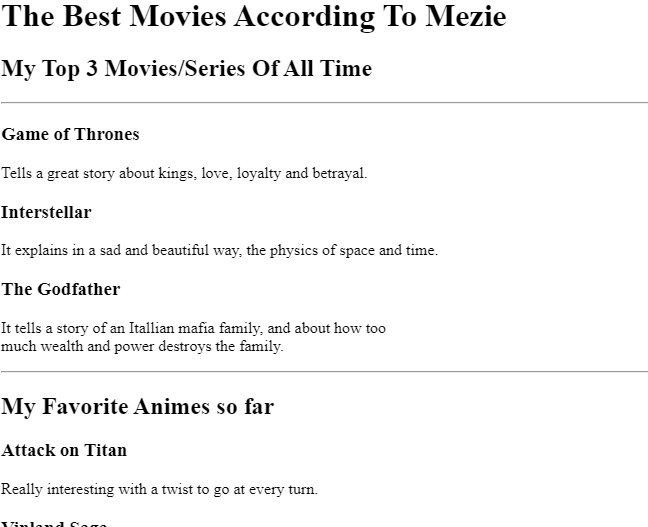 The Best Movies According To Mezie
My Top 3 Movies/Series Of All Time
Game of Thrones
Tells a great story about kings, love, loyalty and betrayal.
Interstellar
It explains in a sad and beautiful way, the physics of space and time.
The Godfather
It tells a story of an Itallian mafia family, and about how too
much wealth and power destroys the family.
My Favorite Animes so far
Attack on Titan
Really interesting with a twist to go at every turn.
Vinland Saga